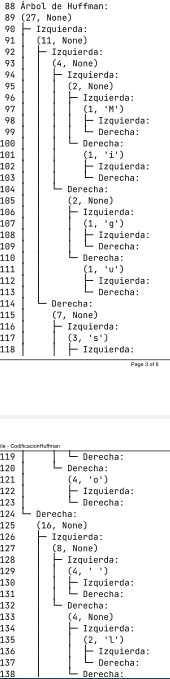 88 Árbol de Huffman:
89 (27, None)
90 ├─ Izquierda:
91 │  (11, None)
92 │  ├─ Izquierda:
93 │  │  (4, None)
94 │  │  ├─ Izquierda:
95 │  │  │  (2, None)
96 │  │  │  ├─ Izquierda:
97 │  │  │  │  (1, 'M')
98 │  │  │  │  ├─ Izquierda:
99 │  │  │  │  └─ Derecha:
100 │  │  │  └─ Derecha:
101 │  │  │     (1, 'i')
102 │  │  │     ├─ Izquierda:
103 │  │  │     └─ Derecha:
104 │  │  └─ Derecha:
105 │  │     (2, None)
106 │  │     ├─ Izquierda:
107 │  │     │  (1, 'g')
108 │  │     │  ├─ Izquierda:
109 │  │     │  └─ Derecha:
110 │  │     └─ Derecha:
111 │  │        (1, 'u')
112 │  │        ├─ Izquierda:
113 │  │        └─ Derecha:
114 │  └─ Derecha:
115 │     (7, None)
116 │     ├─ Izquierda:
117 │     │  (3, 's')
118 │     │  ├─ Izquierda:
Page 3 of 6
ile - CodificacionHuffman
119 │     │  └─ Derecha:
120 │     └─ Derecha:
121 │        (4, 'o')
122 │        ├─ Izquierda:
123 │        └─ Derecha:
124 └─ Derecha:
125    (16, None)
126    ├─ Izquierda:
127    │  (8, None)
128    │  ├─ Izquierda:
129    │  │  (4, ' ')
130    │  │  ├─ Izquierda:
131    │  │  └─ Derecha:
132    │  └─ Derecha:
133    │     (4, None)
134    │     ├─ Izquierda:
135    │     │  (2, 'l')
136    │     │  ├─ Izquierda:
137    │     │  └─ Derecha:
138    │     └─ Derecha: